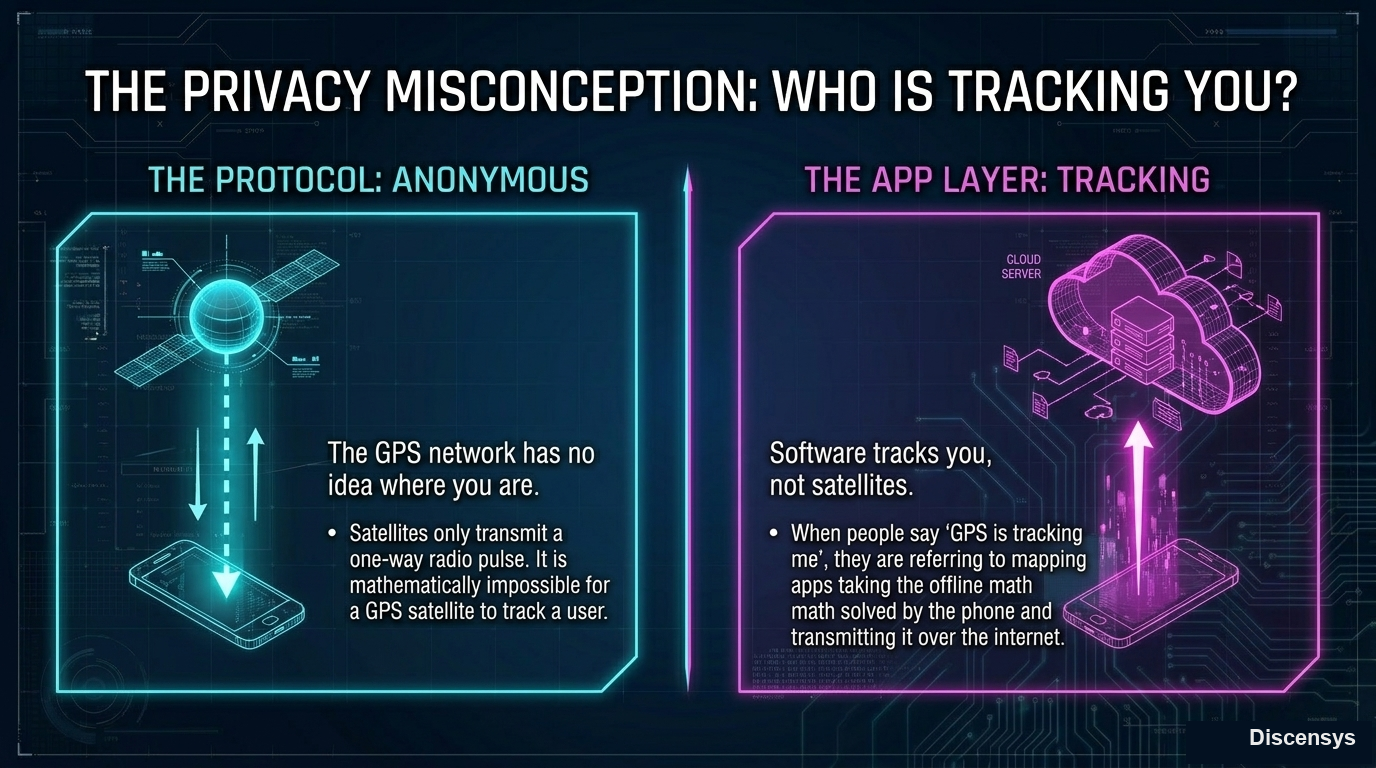 THE PRIVACY MISCONCEPTION: WHO IS TRACKING YOU?
THE PROTOCOL: ANONYMOUS
The GPS network has no
idea where you are.
• Satellites only transmit a
one-way radio pulse. It is
mathematically impossible for
a GPS satellite to track a user.
THE APP LAYER: TRACKING
CLOUD
SERVER
Software tracks you,
not satellites.
• When people say ‘GPS is tracking
me’, they are referring to mapping
apps taking the offline math
math solved by the phone and
transmitting it over the internet.
Discensys